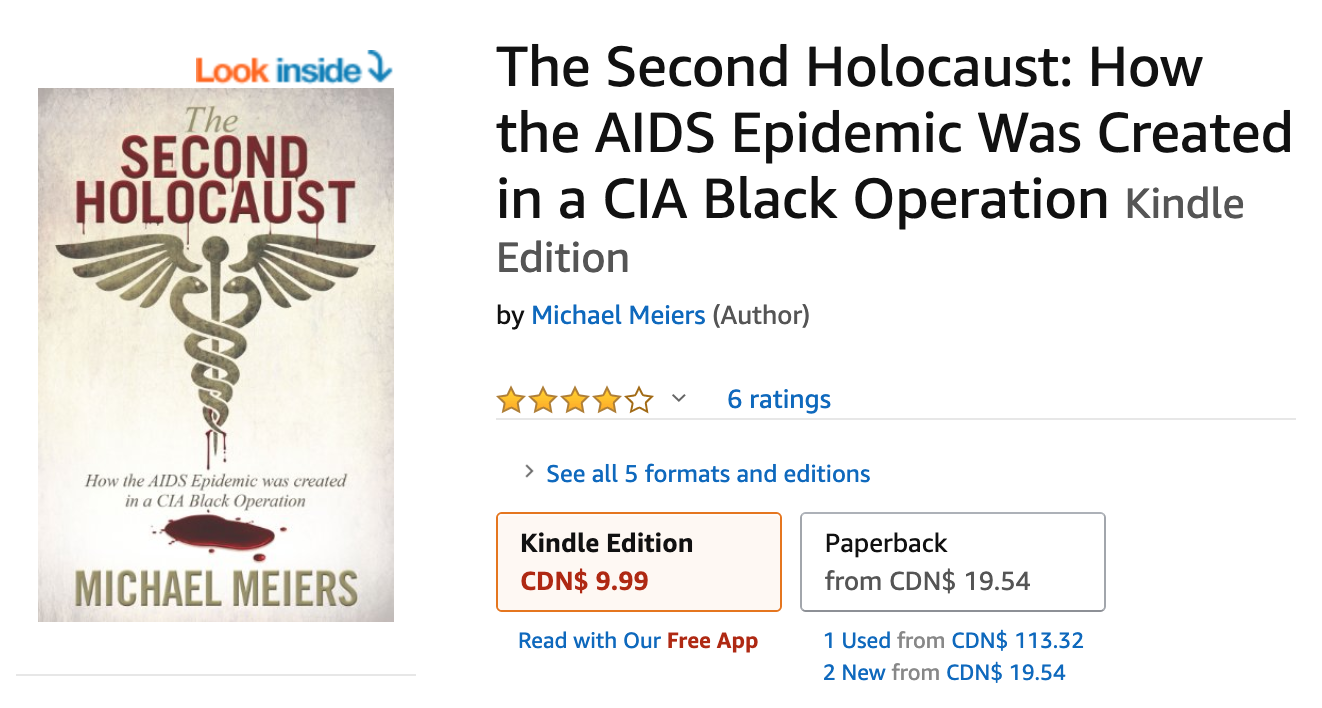 Look inside
The
SECOND
HOLOCAUST
How the AIDS Epidemic was created
in a CIA Black Operation
MICHAEL MEIERS
The Second Holocaust: How
the AIDS Epidemic Was Created
in a CIA Black Operation Kindle
Edition
by Michael Meiers (Author)
6 ratings
See all 5 formats and editions
Kindle Edition
CDN$ 9.99
Read with Our Free App
Paperback
from CDN$ 19.54
1 Used from CDN$ 113.32
2 New from CDN$ 19.54